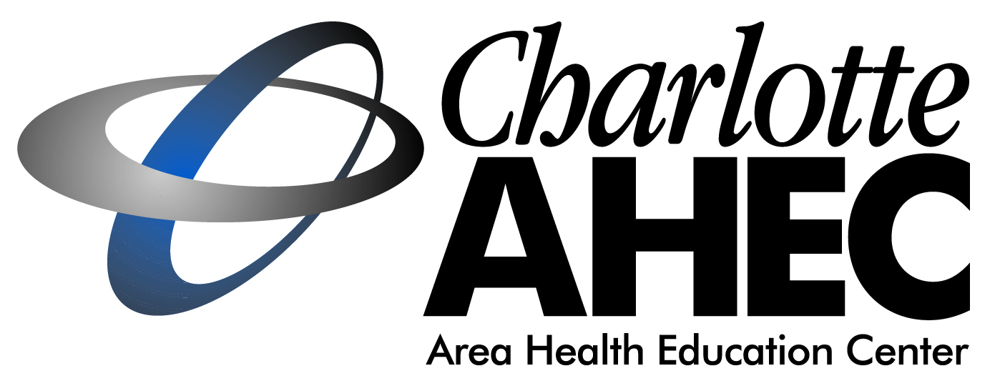 Charlotte
AHEC
Area Health Education Center